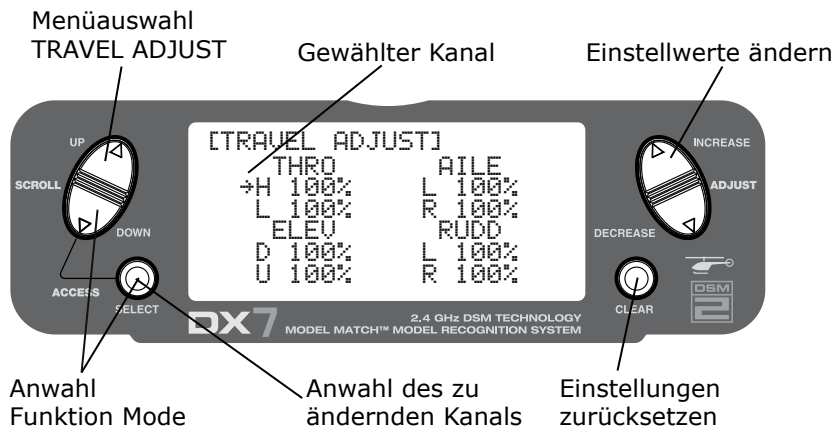 Menüauswahl
TRAVEL ADJUST
Gewählter Kanal
Einstellwerte ändern
UP
SCROLL
DOWN
ACCESS
SELECT
[TRAVEL ADJUST]
THRO AILE
→H 100% L 100%
L 100% R 100%
ELEV RUDD
D 100% L 100%
U 100% R 100%
INCREASE
ADJUST
DECREASE
CLEAR
DSM
2
DX7
2.4 GHz DSM TECHNOLOGY
MODEL MATCH™ MODEL RECOGNITION SYSTEM
Anwahl
Funktion Mode
Anwahl des zu
ändernden Kanals
Einstellungen
zurücksetzen